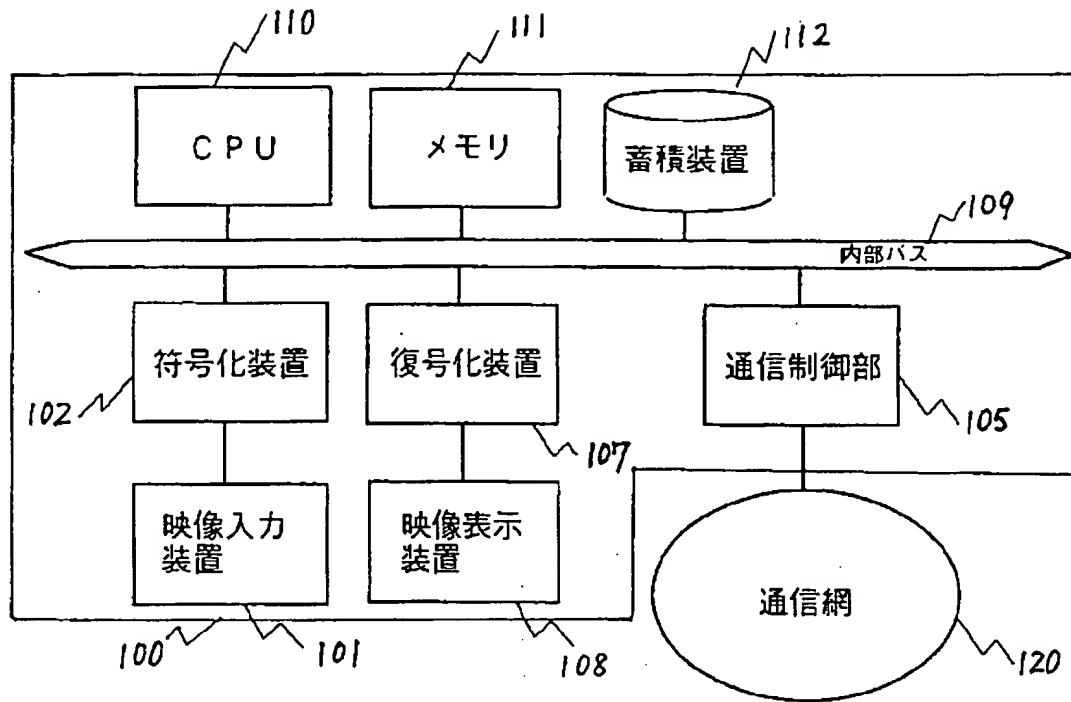 110
111
112
CPU
メモリ
蓄積装置
109
内部バス
符号化装置
復号化装置
通信制御部
102
107
105
映像入力
装置
映像表示
装置
通信網
100
101
108
120